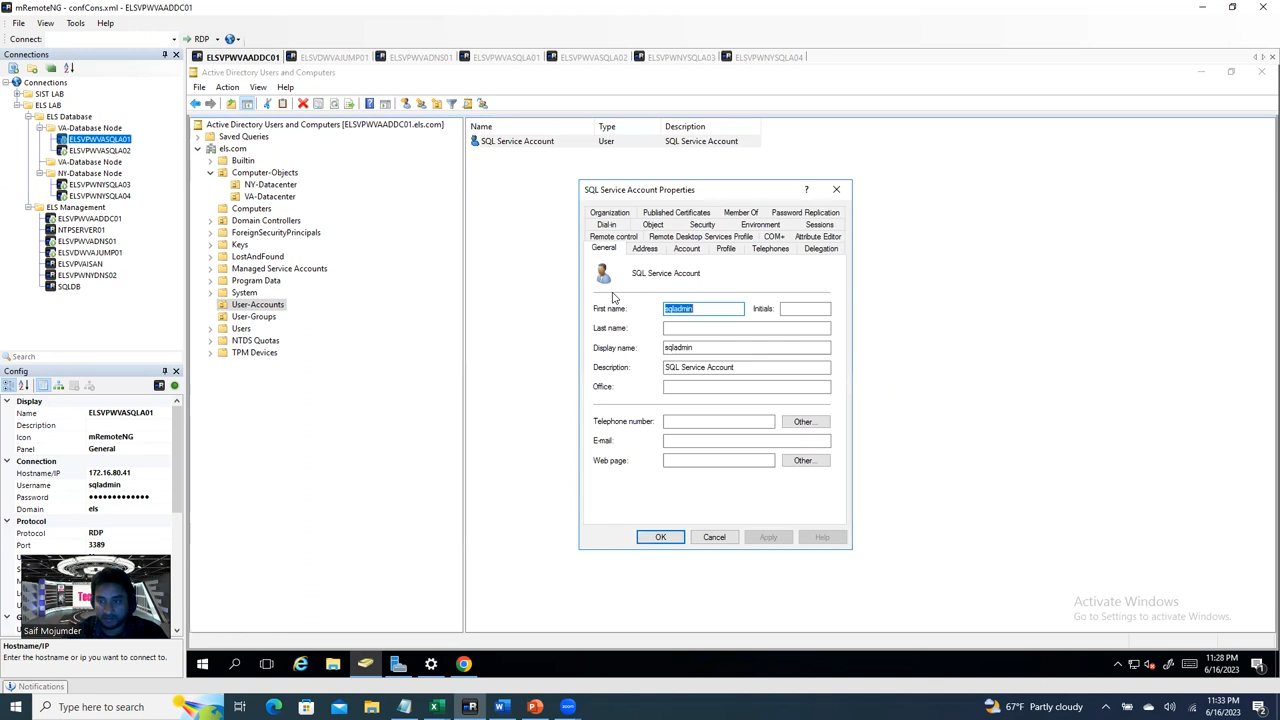 mRemoteNG - confCons.xml - ELSVPWVAADDC01
File View Tools Help
Connect: RDP
Connections
ELSVPWVAADDC01 ELSVDWVAJUMP01 ELSVPWVADNS01 ELSVPWVASQLA01 ELSVPWVASQLA02 ELSVPWNYSQLA03 ELSVPWNYSQLA04
Active Directory Users and Computers
File Action View Help
Connections
SIST LAB
ELS LAB
ELS Database
VA-Database Node
ELSVPWVASQLA01
ELSVPWVASQLA02
VA-Database Node
NY-Database Node
ELSVPWNYSQLA03
ELSVPWNYSQLA04
ELS Management
ELSVPWVAADDC01
NTPSERVER01
ELSVPWVADNS01
ELSVDWVAJUMP01
ELSVPVAISAN
ELSVPWNYDNS02
SQLDB
Search
Config
Display
Name ELSVPWVASQLA01
Description
Icon mRemoteNG
Panel General
Connection
Hostname/IP 172.16.80.41
Username sqladmin
Password ●●●●●●●●●●●●●
Domain els
Protocol
Protocol RDP
Port 3389
Saif Mojumder
Hostname/IP
Enter the hostname or ip you want to connect to.
Notifications
Active Directory Users and Computers [ELSVPWVAADDC01.els.com]
Saved Queries
els.com
Builtin
Computer-Objects
NY-Datacenter
VA-Datacenter
Computers
Domain Controllers
ForeignSecurityPrincipals
Keys
LostAndFound
Managed Service Accounts
Program Data
System
User-Accounts
User-Groups
Users
NTDS Quotas
TPM Devices
Name Type Description
SQL Service Account User SQL Service Account
SQL Service Account Properties ?
Organization Published Certificates Member Of Password Replication
Dial-in Object Security Environment Sessions
Remote control Remote Desktop Services Profile COM+ Attribute Editor
General Address Account Profile Telephones Delegation
SQL Service Account
First name: sqladmin Initials:
Last name:
Display name: sqladmin
Description: SQL Service Account
Office:
Telephone number: Other...
E-mail:
Web page: Other...
OK Cancel Apply Help
Activate Windows
Go to Settings to activate Windows.
11:28 PM
6/16/2023
Type here to search
67°F Partly cloudy
11:33 PM
6/16/2023